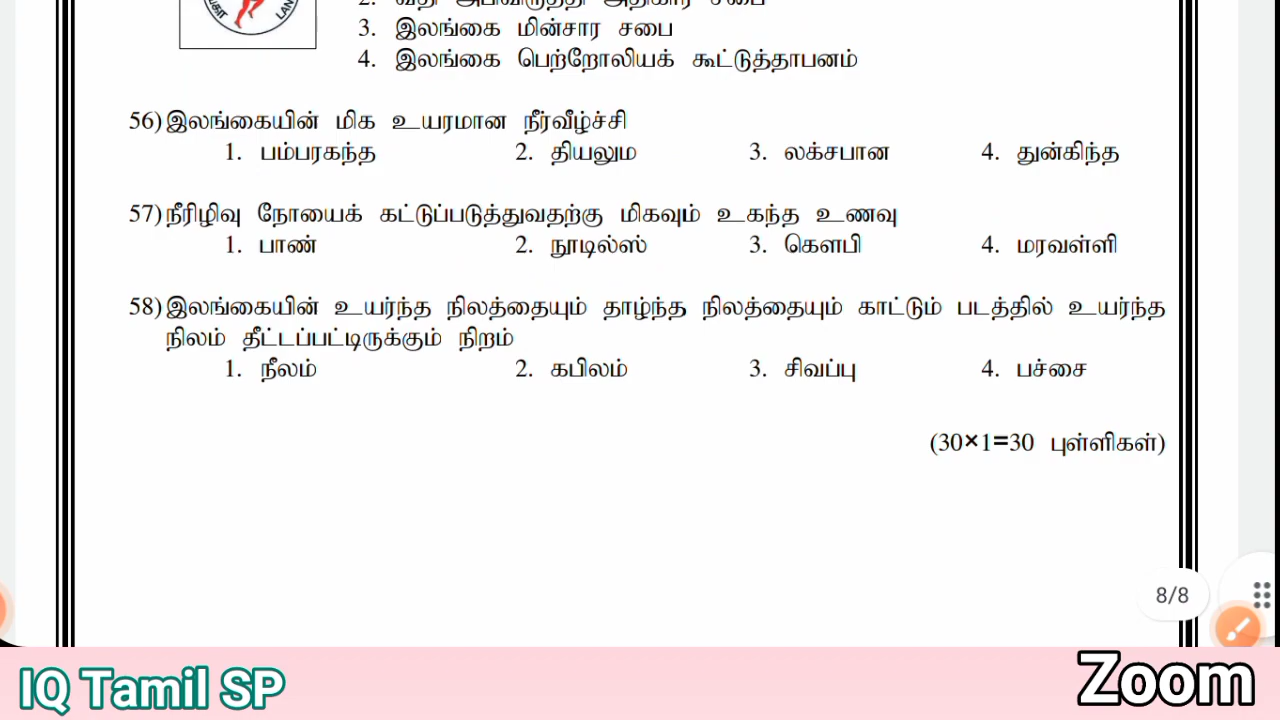 LAN
3. இலங்கை மின்சார சபை
4. இலங்கை பெற்றோலியக் கூட்டுத்தாபனம்
56) இலங்கையின் மிக உயரமான நீர்வீழ்ச்சி
1. பம்பரகந்த 2. தியலும 3. லக்சபான 4. துன்கிந்த
57) நீரிழிவு நோயைக் கட்டுப்படுத்துவதற்கு மிகவும் உகந்த உணவு
1. பாண் 2. நூடில்ஸ் 3. கௌபி 4. மரவள்ளி
58) இலங்கையின் உயர்ந்த நிலத்தையும் தாழ்ந்த நிலத்தையும் காட்டும் படத்தில் உயர்ந்த
நிலம் தீட்டப்பட்டிருக்கும் நிறம்
1. நீலம் 2. கபிலம் 3. சிவப்பு 4. பச்சை
(30×1=30 புள்ளிகள்)
8/8
IQ Tamil SP
Zoom